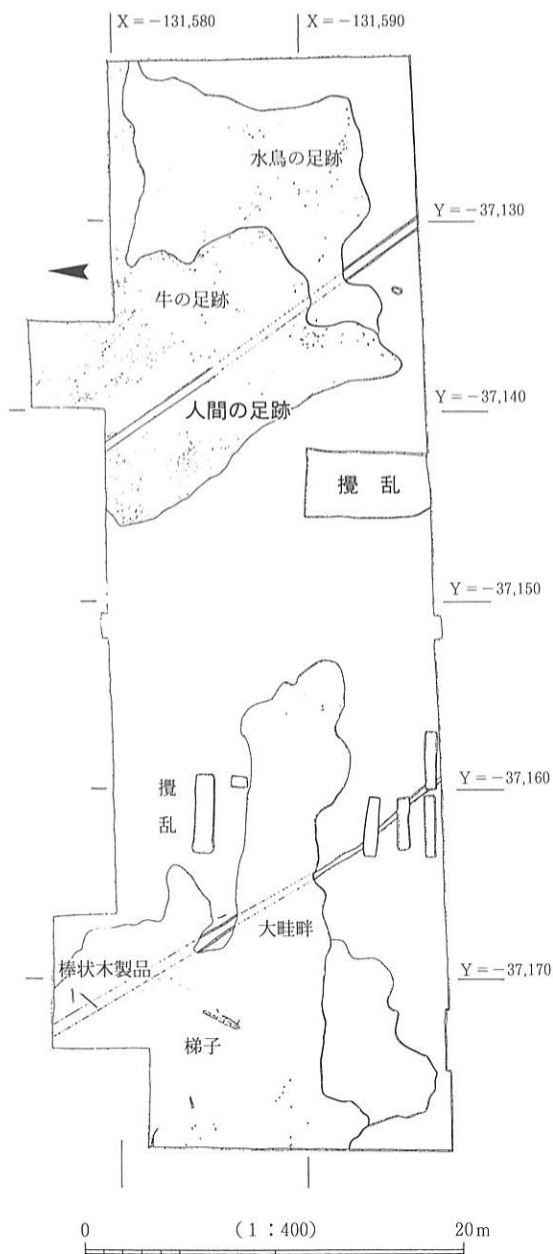 X = −131,580
X = −131,590
水鳥の足跡
Y = −37,130
牛の足跡
人間の足跡
Y = −37,140
攪 乱
Y = −37,150
Y = −37,160
攪
乱
大畦畔
棒状木製品
Y = −37,170
梯子
0 (1：400) 20m